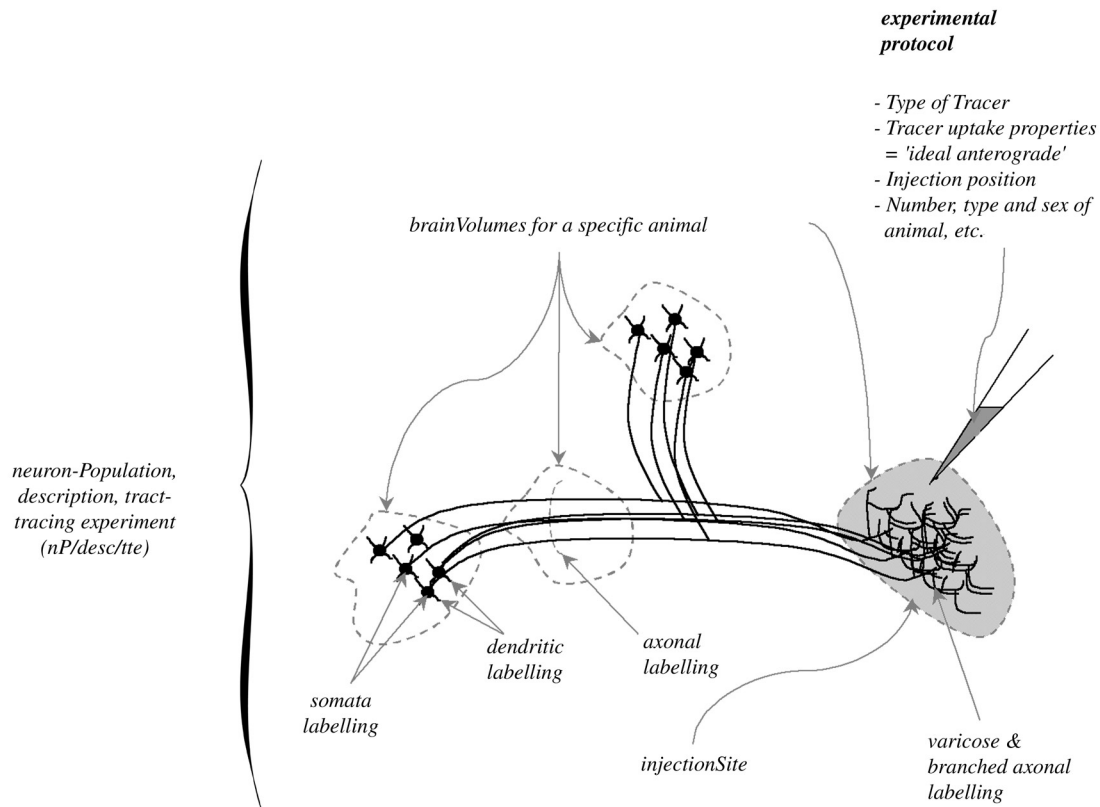 experimental
protocol
- Type of Tracer
- Tracer uptake properties
= 'ideal anterograde'
- Injection position
- Number, type and sex of
animal, etc.
brainVolumes for a specific animal
neuron-Population,
description, tract-
tracing experiment
(nP/desc/tte)
dendritic
labelling
axonal
labelling
somata
labelling
injectionSite
varicose &
branched axonal
labelling